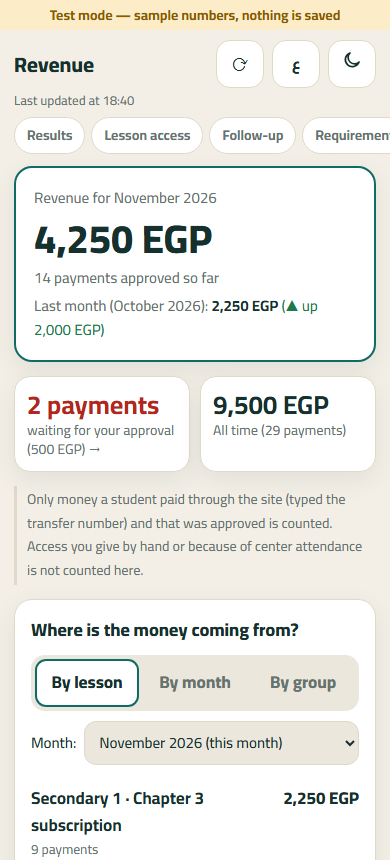 Test mode — sample numbers, nothing is saved
Revenue
ع
Last updated at 18:40
Results
Lesson access
Follow-up
Requirement
Revenue for November 2026
4,250 EGP
14 payments approved so far
Last month (October 2026): 2,250 EGP (▲ up
2,000 EGP)
2 payments
waiting for your approval
(500 EGP) →
9,500 EGP
All time (29 payments)
Only money a student paid through the site (typed the
transfer number) and that was approved is counted.
Access you give by hand or because of center attendance
is not counted here.
Where is the money coming from?
By lesson
By month
By group
Month:
November 2026 (this month)
Secondary 1 · Chapter 3
subscription
2,250 EGP
9 payments